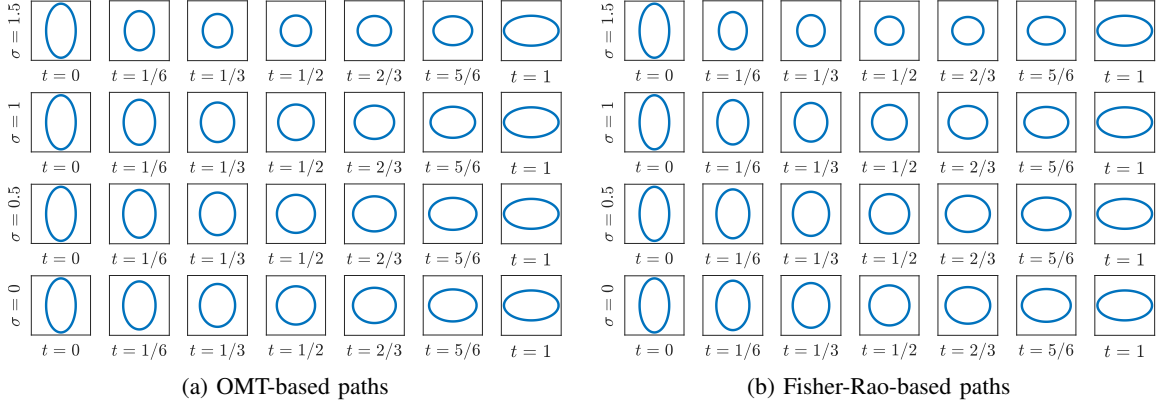 σ = 1.5
t = 0 t = 1/6 t = 1/3 t = 1/2 t = 2/3 t = 5/6 t = 1
σ = 1
t = 0 t = 1/6 t = 1/3 t = 1/2 t = 2/3 t = 5/6 t = 1
σ = 0.5
t = 0 t = 1/6 t = 1/3 t = 1/2 t = 2/3 t = 5/6 t = 1
σ = 0
t = 0 t = 1/6 t = 1/3 t = 1/2 t = 2/3 t = 5/6 t = 1
(a) OMT-based paths
σ = 1.5
t = 0 t = 1/6 t = 1/3 t = 1/2 t = 2/3 t = 5/6 t = 1
σ = 1
t = 0 t = 1/6 t = 1/3 t = 1/2 t = 2/3 t = 5/6 t = 1
σ = 0.5
t = 0 t = 1/6 t = 1/3 t = 1/2 t = 2/3 t = 5/6 t = 1
σ = 0
t = 0 t = 1/6 t = 1/3 t = 1/2 t = 2/3 t = 5/6 t = 1
(b) Fisher-Rao-based paths